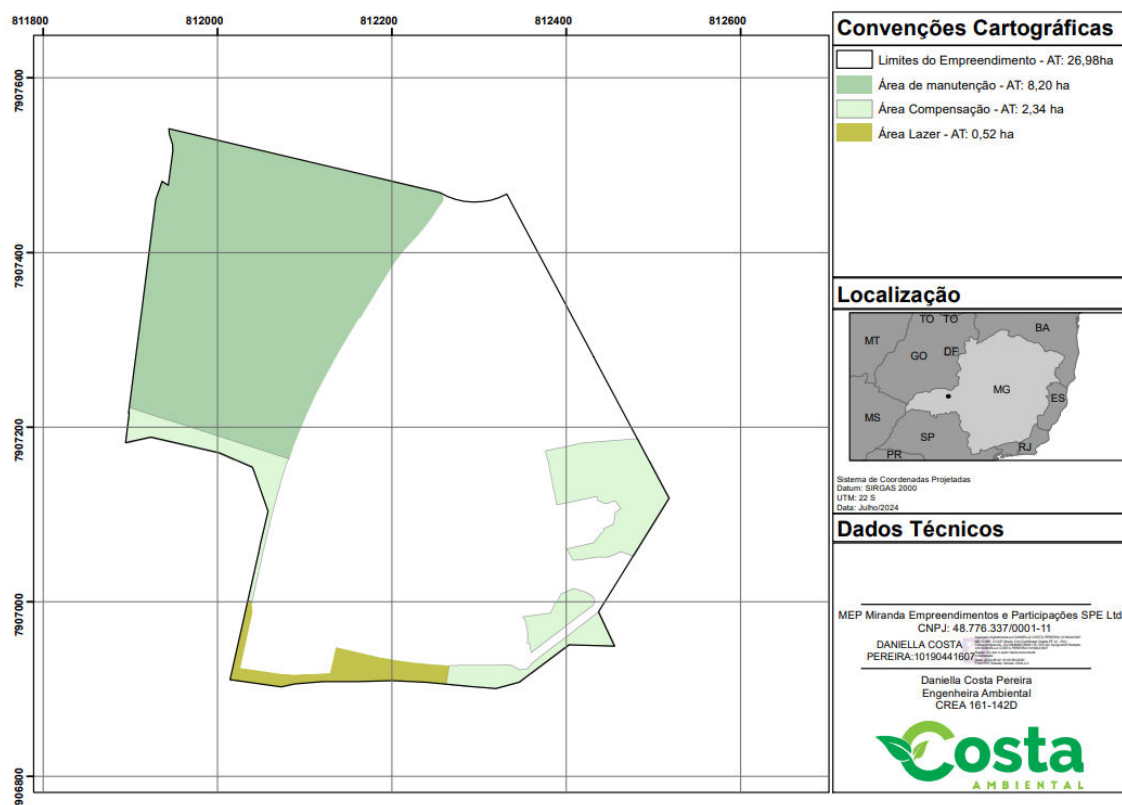 811800 812000 812200 812400 812600
7907600
7907400
7907200
7907000
906800
Convenções Cartográficas
Limites do Empreendimento - AT: 26,98ha
Área de manutenção - AT: 8,20 ha
Área Compensação - AT: 2,34 ha
Área Lazer - AT: 0,52 ha
Localização
TO TO
BA
MT
GO
DF
MG
ES
MS
SP
RJ
PR
Sistema de Coordenadas Projetadas
Datum: SIRGAS 2000
UTM: 22 S
Data: Julho/2024
Dados Técnicos
MEP Miranda Empreendimentos e Participações SPE Ltd
CNPJ: 48.776.337/0001-11
DANIELLA COSTA
PEREIRA:10190441607
Daniella Costa Pereira
Engenheira Ambiental
CREA 161-142D
Costa
AMBIENTAL